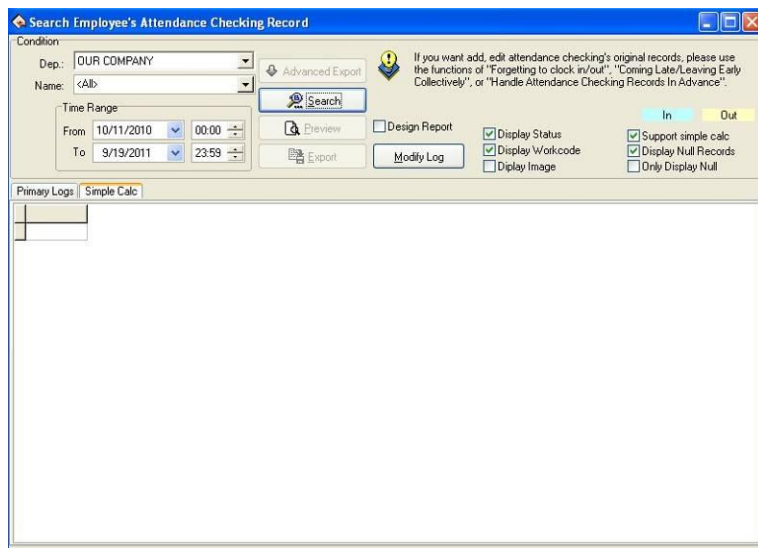 Search Employee's Attendance Checking Record
Condition
Dep.: OUR COMPANY
Name: <All>
Time Range
From 10/11/2010 00:00
To 9/19/2011 23:59
Advanced Export
Search
Preview
Export
If you want add, edit attendance checking's original records, please use
the functions of "Forgetting to clock in/out", "Coming Late/Leaving Early
Collectively", or "Handle Attendance Checking Records In Advance".
In Out
Design Report
Modify Log
Display Status
Display Workcode
Diplay Image
Support simple calc
Display Null Records
Only Display Null
Primary Logs Simple Calc